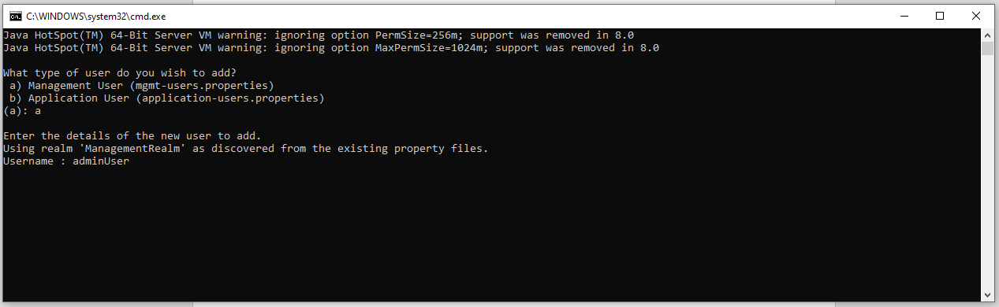 C:\WINDOWS\system32\cmd.exe
Java HotSpot(TM) 64-Bit Server VM warning: ignoring option PermSize=256m; support was removed in 8.0
Java HotSpot(TM) 64-Bit Server VM warning: ignoring option MaxPermSize=1024m; support was removed in 8.0
What type of user do you wish to add?
a) Management User (mgmt-users.properties)
b) Application User (application-users.properties)
(a): a
Enter the details of the new user to add.
Using realm 'ManagementRealm' as discovered from the existing property files.
Username : adminUser